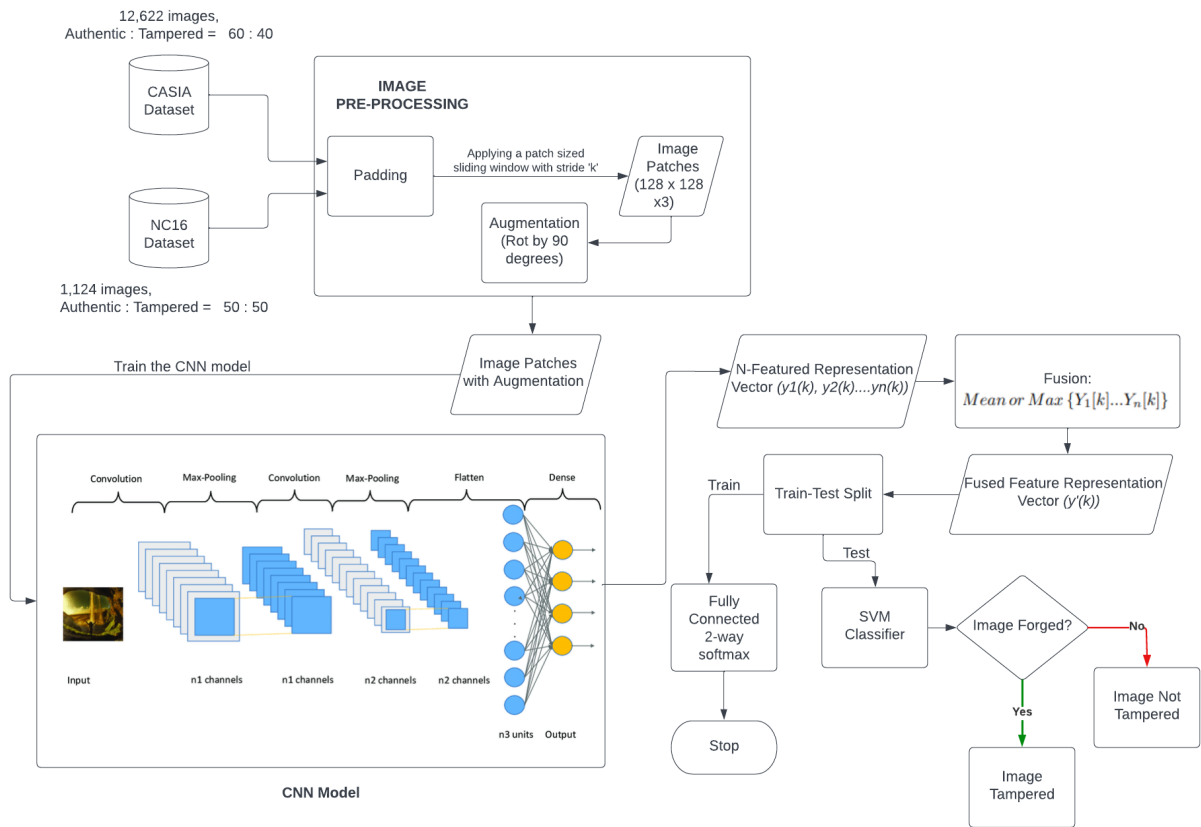 12,622 images,
Authentic : Tampered = 60 : 40
CASIA
Dataset
NC16
Dataset
1,124 images,
Authentic : Tampered = 50 : 50
IMAGE
PRE-PROCESSING
Padding
Applying a patch sized
sliding window with stride 'k'
Image
Patches
(128 x 128
x3)
Augmentation
(Rot by 90
degrees)
Image Patches
with Augmentation
Train the CNN model
Convolution
Max-Pooling
Convolution
Max-Pooling
Flatten
Dense
Input
n1 channels
n1 channels
n2 channels
n2 channels
n3 units
Output
CNN Model
N-Featured Representation
Vector (y1(k), y2(k)....yn(k))
Fusion:
Mean or Max {Y₁[k]...Yₙ[k]}
Fused Feature Representation
Vector (y'(k))
Train-Test Split
Train
Test
Fully
Connected
2-way
softmax
Stop
SVM
Classifier
Image Forged?
No
Yes
Image Not
Tampered
Image
Tampered